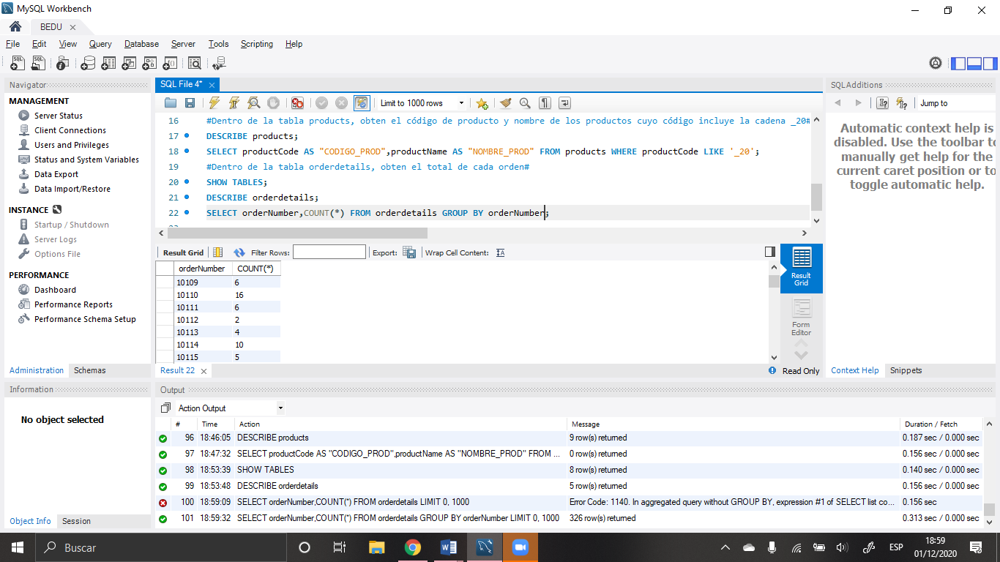 MySQL Workbench
BEDU
File Edit View Query Database Server Tools Scripting Help
Navigator
MANAGEMENT
Server Status
Client Connections
Users and Privileges
Status and System Variables
Data Export
Data Import/Restore
INSTANCE
Startup / Shutdown
Server Logs
Options File
PERFORMANCE
Dashboard
Performance Reports
Performance Schema Setup
Administration Schemas
Information
No object selected
Object Info Session
SQL File 4*
Limit to 1000 rows
16 #Dentro de la tabla products, obten el código de producto y nombre de los productos cuyo código incluye la cadena _20#
17 DESCRIBE products;
18 SELECT productCode AS "CODIGO_PROD",productName AS "NOMBRE_PROD" FROM products WHERE productCode LIKE '_20';
19 #Dentro de la tabla orderdetails, obten el total de cada orden#
20 SHOW TABLES;
21 DESCRIBE orderdetails;
22 SELECT orderNumber,COUNT(*) FROM orderdetails GROUP BY orderNumber;
Result Grid Filter Rows: Export: Wrap Cell Content:
orderNumber COUNT(*)
10109 6
10110 16
10111 6
10112 2
10113 4
10114 10
10115 5
Result Grid
Form Editor
Result 22
Read Only
SQLAdditions
Jump to
Automatic context help is
disabled. Use the toolbar to
manually get help for the
current caret position or to
toggle automatic help.
Context Help Snippets
Output
Action Output
# Time Action Message Duration / Fetch
96 18:46:05 DESCRIBE products 9 row(s) returned 0.187 sec / 0.000 sec
97 18:47:32 SELECT productCode AS "CODIGO_PROD",productName AS "NOMBRE_PROD" FROM ... 0 row(s) returned 0.156 sec / 0.000 sec
98 18:53:39 SHOW TABLES 8 row(s) returned 0.140 sec / 0.000 sec
99 18:53:48 DESCRIBE orderdetails 5 row(s) returned 0.156 sec / 0.000 sec
100 18:59:09 SELECT orderNumber,COUNT(*) FROM orderdetails LIMIT 0, 1000 Error Code: 1140. In aggregated query without GROUP BY, expression #1 of SELECT list co... 0.156 sec
101 18:59:32 SELECT orderNumber,COUNT(*) FROM orderdetails GROUP BY orderNumber LIMIT 0, 1000 326 row(s) returned 0.313 sec / 0.000 sec
Buscar
ESP
18:59
01/12/2020